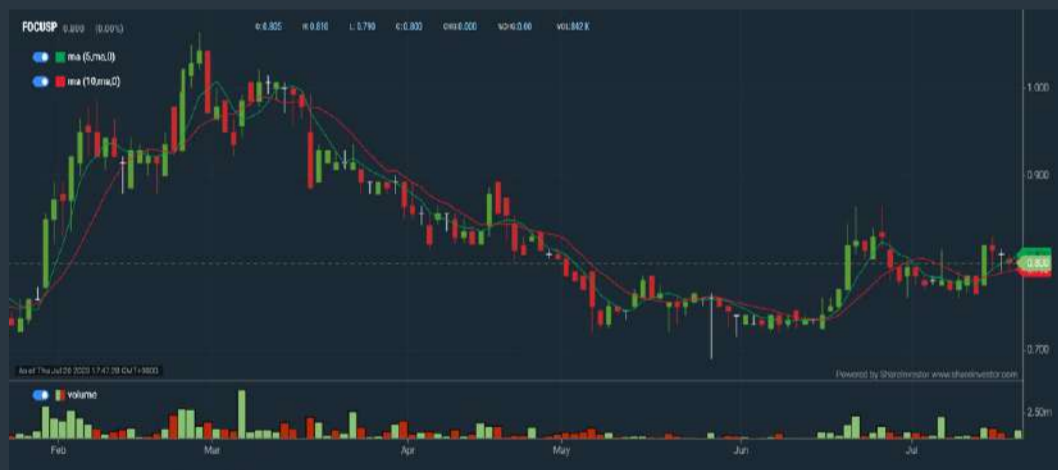 FOCUSP 0.800 (0.00%) O:0.805 H:0.810 L: 0.790 C:0.800 CHG:0.000 %CHG:0.00 VOL:842 K
ma (5,ma,0)
ma (10,ma,0)
1.000
0.900
0.800
0.700
As of Thu Jul 20 2023 17:47:28 GMT+0800
Powered by ShareInvestor www.shareinvestor.com
volume
2.50m
Feb Mar Apr May Jun Jul